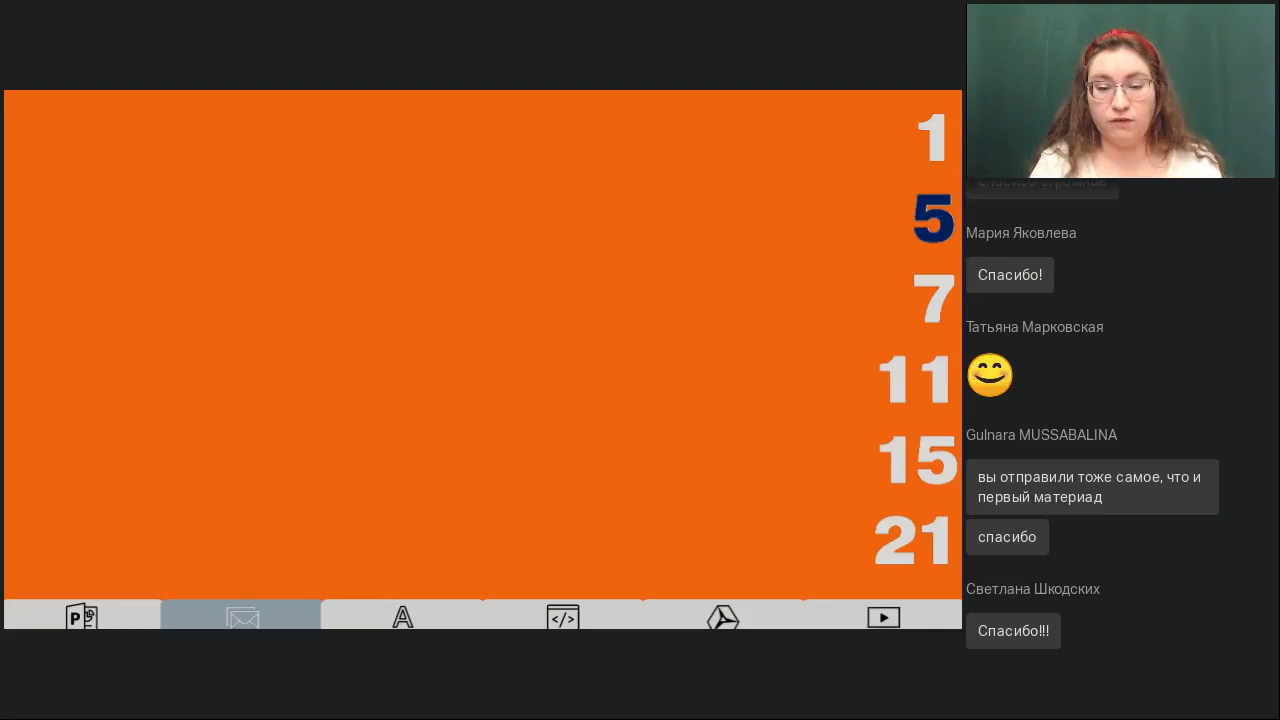 1
5
7
11
15
21
Мария Яковлева
Спасибо!
Татьяна Марковская
Gulnara MUSSABALINA
вы отправили тоже самое, что и
первый материад
спасибо
Светлана Шкодских
Спасибо!!!